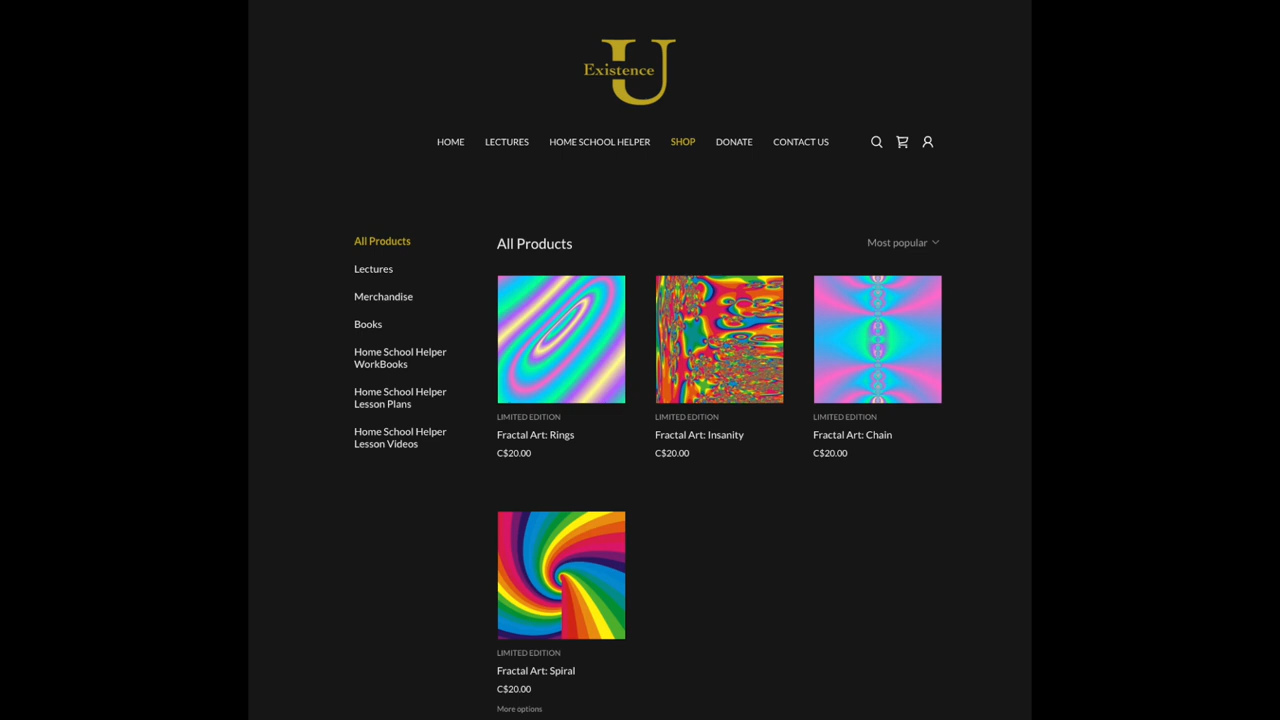 Existence U
HOME LECTURES HOME SCHOOL HELPER SHOP DONATE CONTACT US
All Products
Lectures
Merchandise
Books
Home School Helper
WorkBooks
Home School Helper
Lesson Plans
Home School Helper
Lesson Videos
All Products
Most popular
LIMITED EDITION
Fractal Art: Rings
C$20.00
LIMITED EDITION
Fractal Art: Insanity
C$20.00
LIMITED EDITION
Fractal Art: Chain
C$20.00
LIMITED EDITION
Fractal Art: Spiral
C$20.00
More options